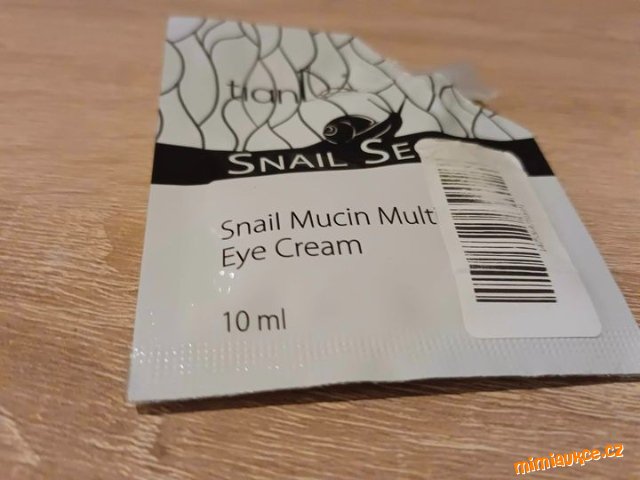 tianDe
SNAIL SE
Snail Mucin Mult
Eye Cream
10 ml
mimiaukce.cz